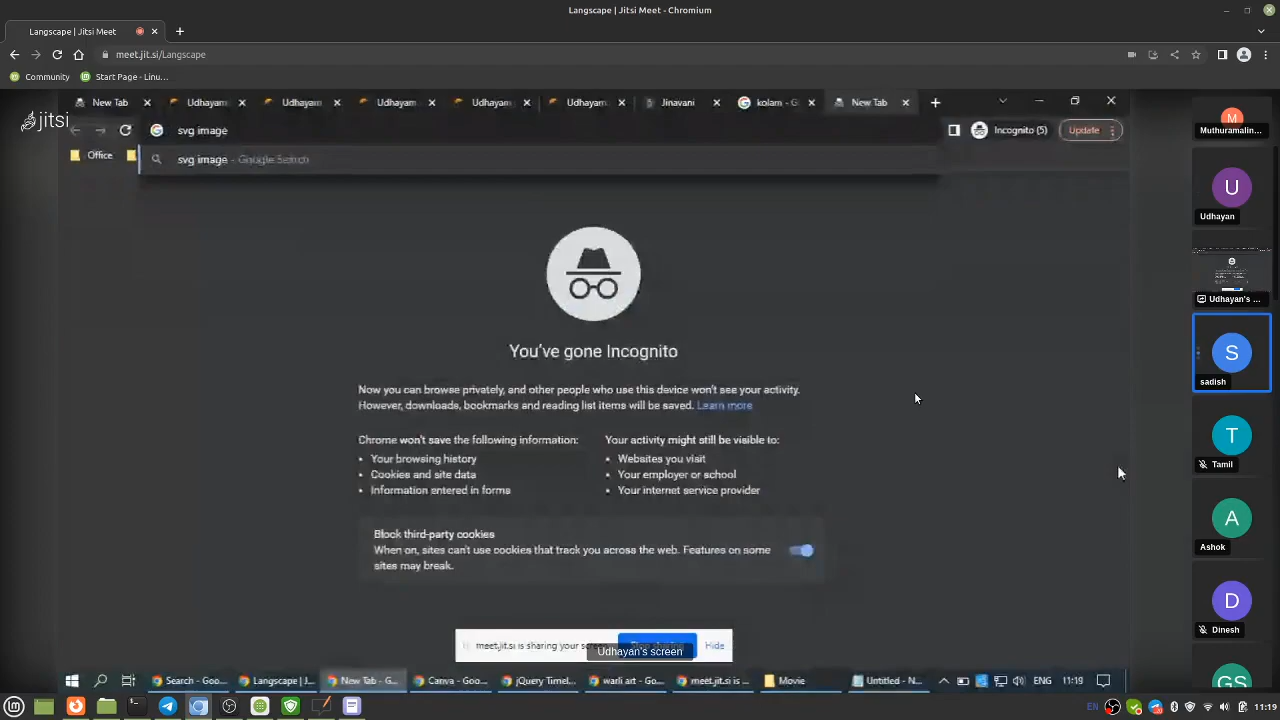 Langscape | Jitsi Meet - Chromium
Langscape | Jitsi Meet
meet.jit.si/Langscape
Community
Start Page - Linu...
jitsi
New Tab
Udhayam
Udhayam
Udhayam
Udhayam
Udhayam
Jinavani
kolam - G
New Tab
svg image
Incognito (5)
Update
Office
svg image - Google Search
You've gone Incognito
Now you can browse privately, and other people who use this device won't see your activity.
However, downloads, bookmarks and reading list items will be saved. Learn more
Chrome won't save the following information:
Your browsing history
Cookies and site data
Information entered in forms
Your activity might still be visible to:
Websites you visit
Your employer or school
Your internet service provider
Block third-party cookies
When on, sites can't use cookies that track you across the web. Features on some
sites may break.
meet.jit.si is sharing your screen
Hide
Udhayan's screen
Search - Goo...
Langscape | J...
New Tab - G...
Canva - Goo...
jQuery Timel...
warli art - Go...
meet.jit.si is ...
Movie
Untitled - N...
ENG
11:19
M
Muthuramalin...
U
Udhayan
Udhayan's ...
S
sadish
T
Tamil
A
Ashok
D
Dinesh
GS
EN
11:19